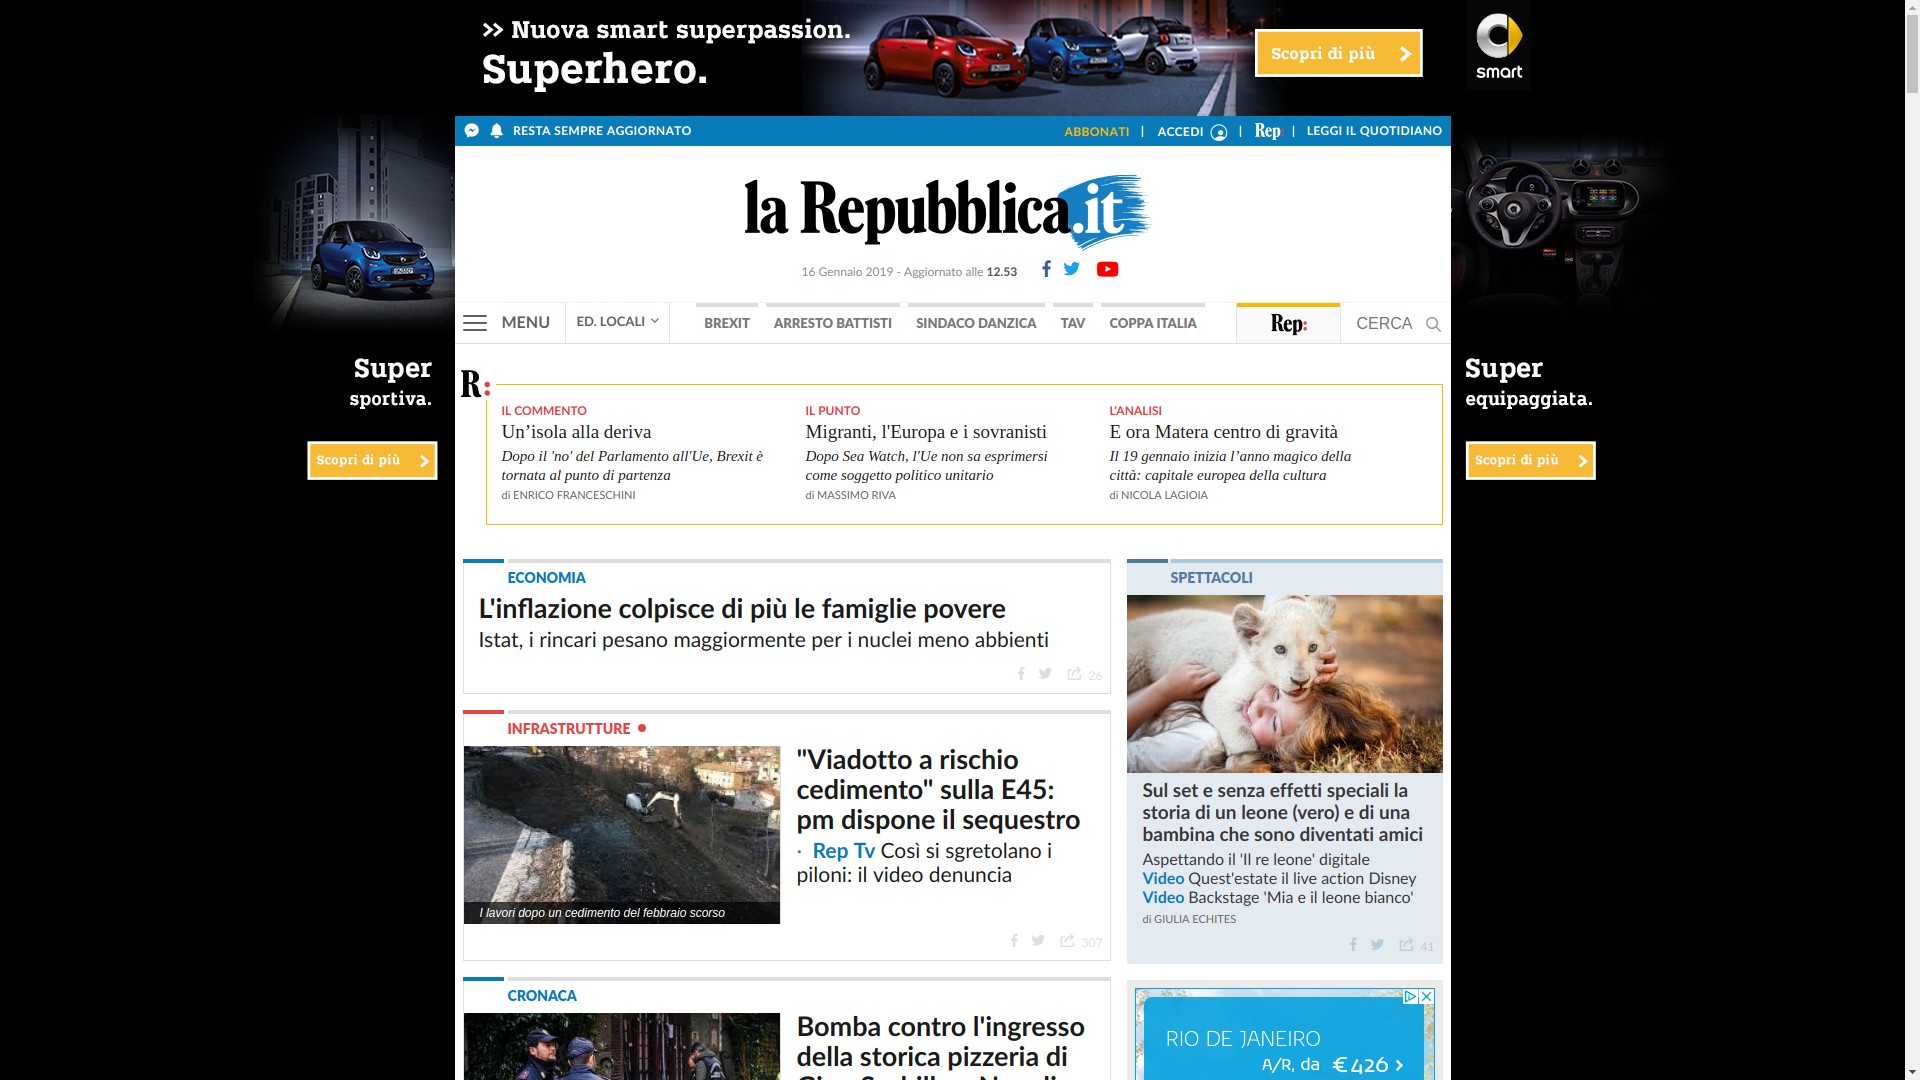 >> Nuova smart superpassion.
Superhero.
Scopri di più
smart
RESTA SEMPRE AGGIORNATO
ABBONATI | ACCEDI | Rep: | LEGGI IL QUOTIDIANO
la Repubblica.it
16 Gennaio 2019 - Aggiornato alle 12.53
MENU
ED. LOCALI
BREXIT
ARRESTO BATTISTI
SINDACO DANZICA
TAV
COPPA ITALIA
Rep:
CERCA
Super
sportiva.
Scopri di più
Super
equipaggiata.
Scopri di più
R:
IL COMMENTO
Un’isola alla deriva
Dopo il 'no' del Parlamento all'Ue, Brexit è
tornata al punto di partenza
di ENRICO FRANCESCHINI
IL PUNTO
Migranti, l'Europa e i sovranisti
Dopo Sea Watch, l'Ue non sa esprimersi
come soggetto politico unitario
di MASSIMO RIVA
L'ANALISI
E ora Matera centro di gravità
Il 19 gennaio inizia l’anno magico della
città: capitale europea della cultura
di NICOLA LAGIOIA
ECONOMIA
L'inflazione colpisce di più le famiglie povere
Istat, i rincari pesano maggiormente per i nuclei meno abbienti
26
INFRASTRUTTURE
"Viadotto a rischio
cedimento" sulla E45:
pm dispone il sequestro
· Rep Tv Così si sgretolano i
piloni: il video denuncia
I lavori dopo un cedimento del febbraio scorso
307
CRONACA
Bomba contro l'ingresso
della storica pizzeria di
SPETTACOLI
Sul set e senza effetti speciali la
storia di un leone (vero) e di una
bambina che sono diventati amici
Aspettando il 'Il re leone' digitale
Video Quest'estate il live action Disney
Video Backstage 'Mia e il leone bianco'
di GIULIA ECHITES
41
RIO DE JANEIRO
A/R, da €426 >